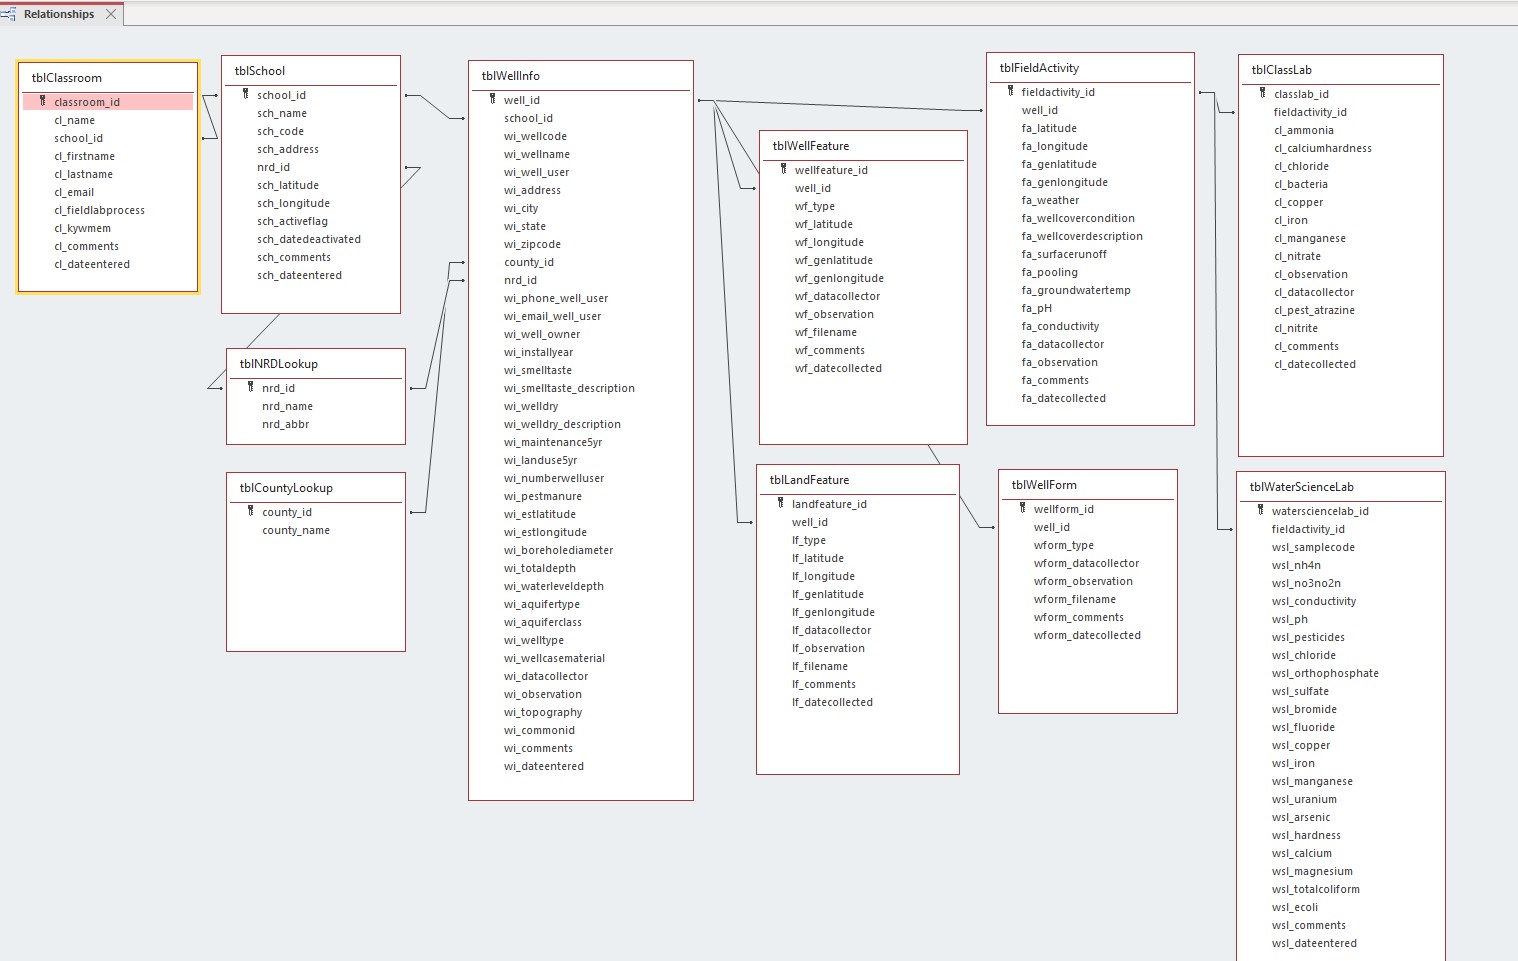 Relationships
tblClassroom
classroom_id
cl_name
school_id
cl_firstname
cl_lastname
cl_email
cl_fieldlabprocess
cl_kywmem
cl_comments
cl_dateentered
tblSchool
school_id
sch_name
sch_code
sch_address
nrd_id
sch_latitude
sch_longitude
sch_activeflag
sch_datedeactivated
sch_comments
sch_dateentered
tblNRDLookup
nrd_id
nrd_name
nrd_abbr
tblCountyLookup
county_id
county_name
tblWellInfo
well_id
school_id
wi_wellcode
wi_wellname
wi_well_user
wi_address
wi_city
wi_state
wi_zipcode
county_id
nrd_id
wi_phone_well_user
wi_email_well_user
wi_well_owner
wi_installyear
wi_smelltaste
wi_smelltaste_description
wi_welldry
wi_welldry_description
wi_maintenance5yr
wi_landuse5yr
wi_numberwelluser
wi_pestmanure
wi_estlatitude
wi_estlongitude
wi_boreholediameter
wi_totaldepth
wi_waterleveldepth
wi_aquifertype
wi_aquiferclass
wi_welltype
wi_wellcasematerial
wi_datacollector
wi_observation
wi_topography
wi_commonid
wi_comments
wi_dateentered
tblWellFeature
wellfeature_id
well_id
wf_type
wf_latitude
wf_longitude
wf_genlatitude
wf_genlongitude
wf_datacollector
wf_observation
wf_filename
wf_comments
wf_datecollected
tblLandFeature
landfeature_id
well_id
lf_type
lf_latitude
lf_longitude
lf_genlatitude
lf_genlongitude
lf_datacollector
lf_observation
lf_filename
lf_comments
lf_datecollected
tblFieldActivity
fieldactivity_id
well_id
fa_latitude
fa_longitude
fa_genlatitude
fa_genlongitude
fa_weather
fa_wellcovercondition
fa_wellcoverdescription
fa_surfacerunoff
fa_pooling
fa_groundwatertemp
fa_pH
fa_conductivity
fa_datacollector
fa_observation
fa_comments
fa_datecollected
tblWellForm
wellform_id
well_id
wform_type
wform_datacollector
wform_observation
wform_filename
wform_comments
wform_datecollected
tblClassLab
classlab_id
fieldactivity_id
cl_ammonia
cl_calciumhardness
cl_chloride
cl_bacteria
cl_copper
cl_iron
cl_manganese
cl_nitrate
cl_observation
cl_datacollector
cl_pest_atrazine
cl_nitrite
cl_comments
cl_datecollected
tblWaterScienceLab
watersciencelab_id
fieldactivity_id
wsl_samplecode
wsl_nh4n
wsl_no3no2n
wsl_conductivity
wsl_ph
wsl_pesticides
wsl_chloride
wsl_orthophosphate
wsl_sulfate
wsl_bromide
wsl_fluoride
wsl_copper
wsl_iron
wsl_manganese
wsl_uranium
wsl_arsenic
wsl_hardness
wsl_calcium
wsl_magnesium
wsl_totalcoliform
wsl_ecoli
wsl_comments
wsl_dateentered